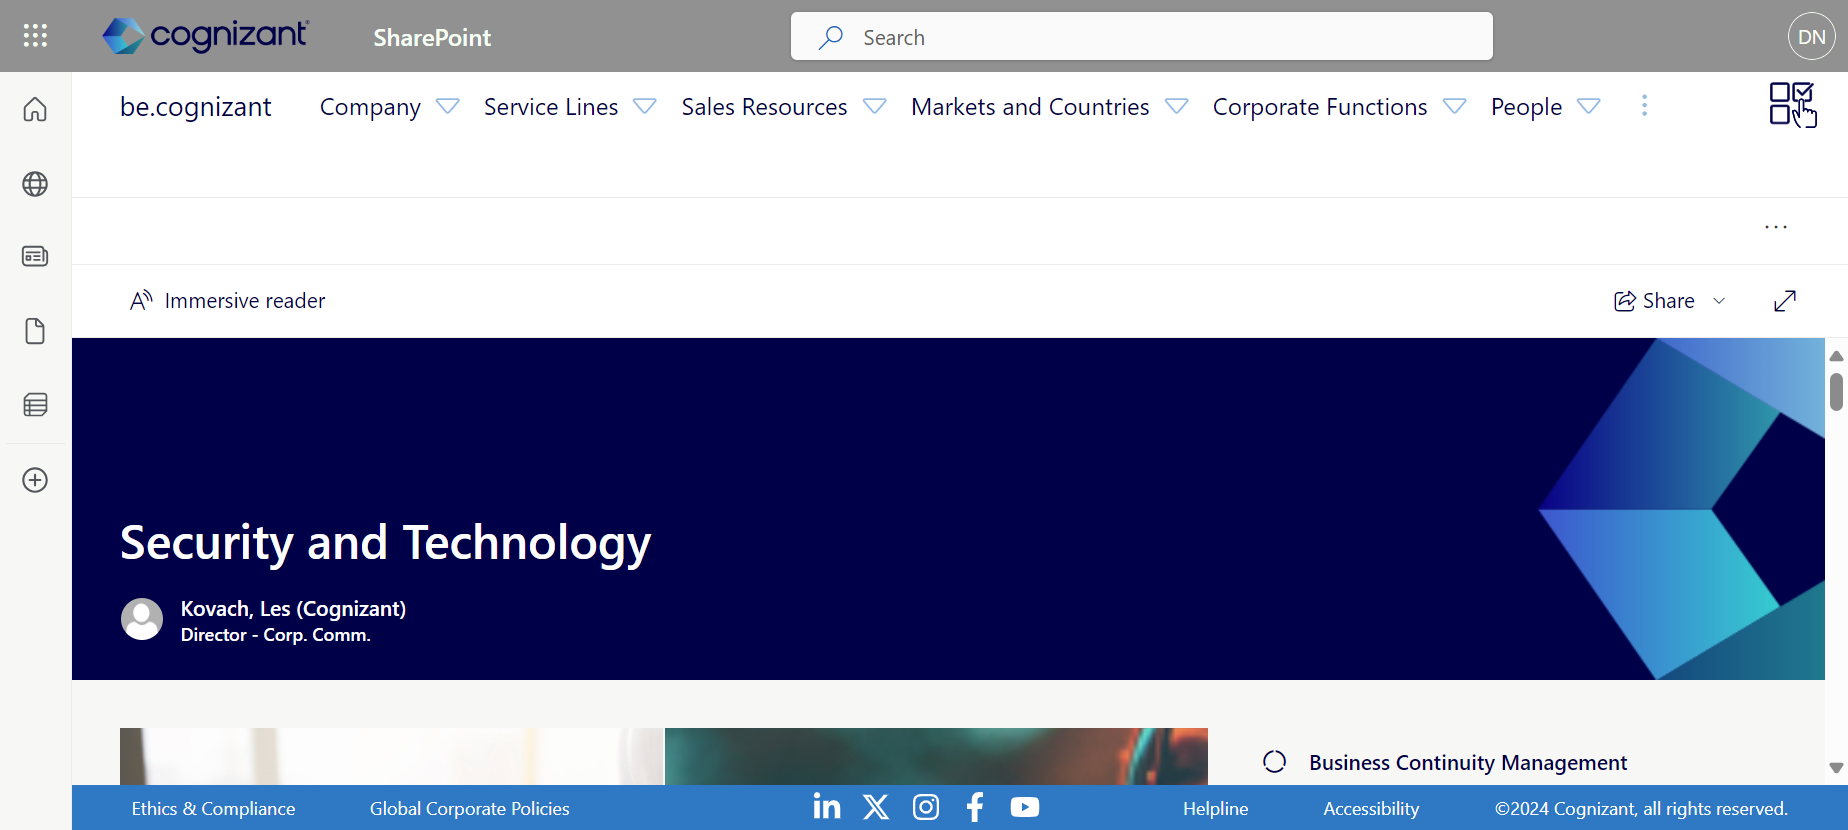 cognizant
SharePoint
Search
DN
be.cognizant
Company
Service Lines
Sales Resources
Markets and Countries
Corporate Functions
People
Immersive reader
Share
Security and Technology
Kovach, Les (Cognizant)
Director - Corp. Comm.
Business Continuity Management
Ethics & Compliance
Global Corporate Policies
Helpline
Accessibility
©2024 Cognizant, all rights reserved.